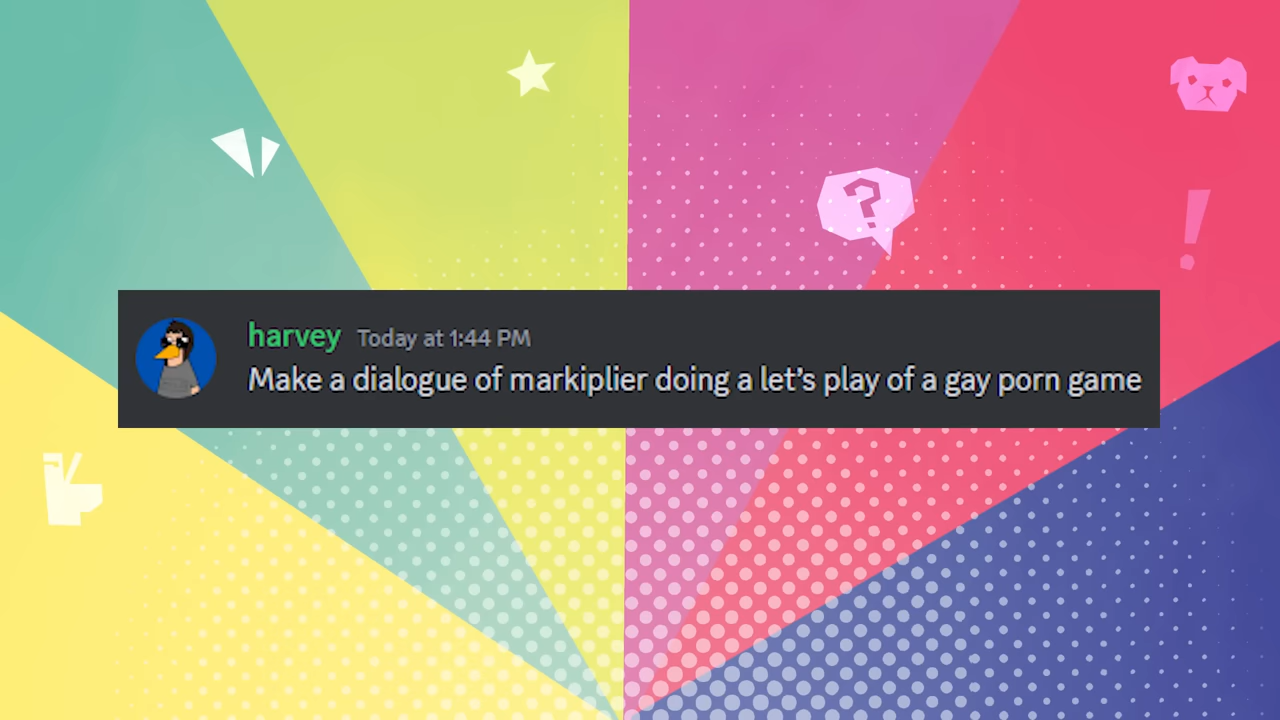 harvey Today at 1:44 PM
Make a dialogue of markiplier doing a let's play of a gay porn game
?
!